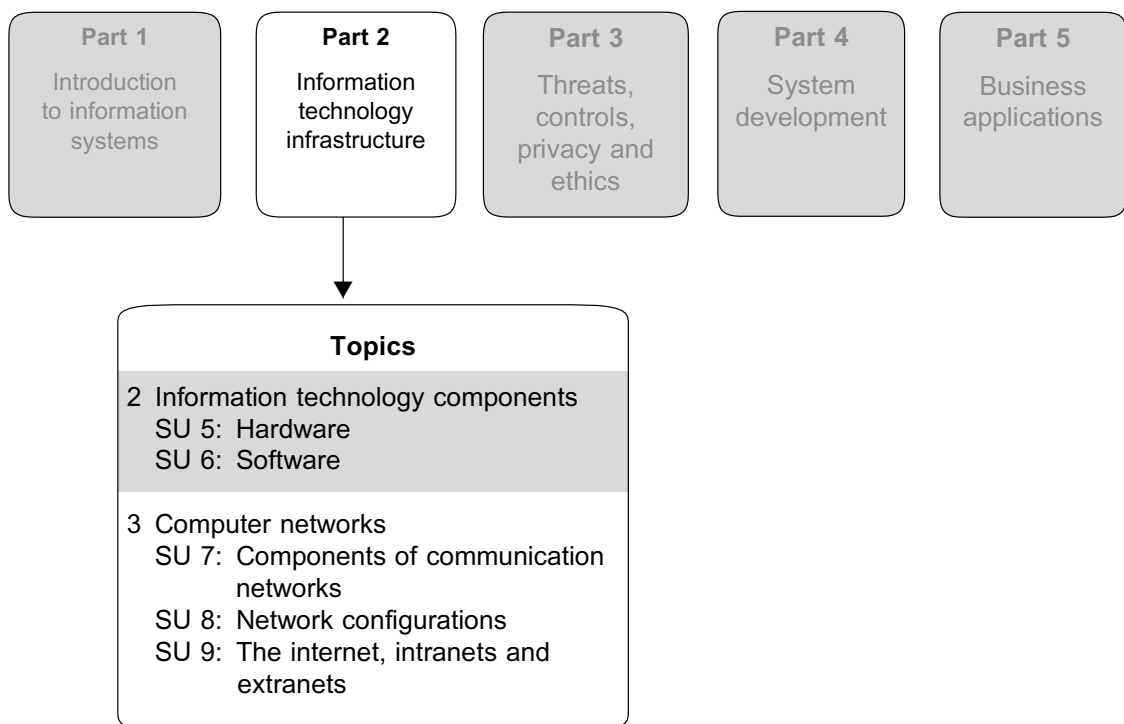 Part 1
Introduction
to information
systems
Part 2
Information
technology
infrastructure
Part 3
Threats,
controls,
privacy and
ethics
Part 4
System
development
Part 5
Business
applications
Topics
2 Information technology components
SU 5: Hardware
SU 6: Software
3 Computer networks
SU 7: Components of communication
networks
SU 8: Network configurations
SU 9: The internet, intranets and
extranets